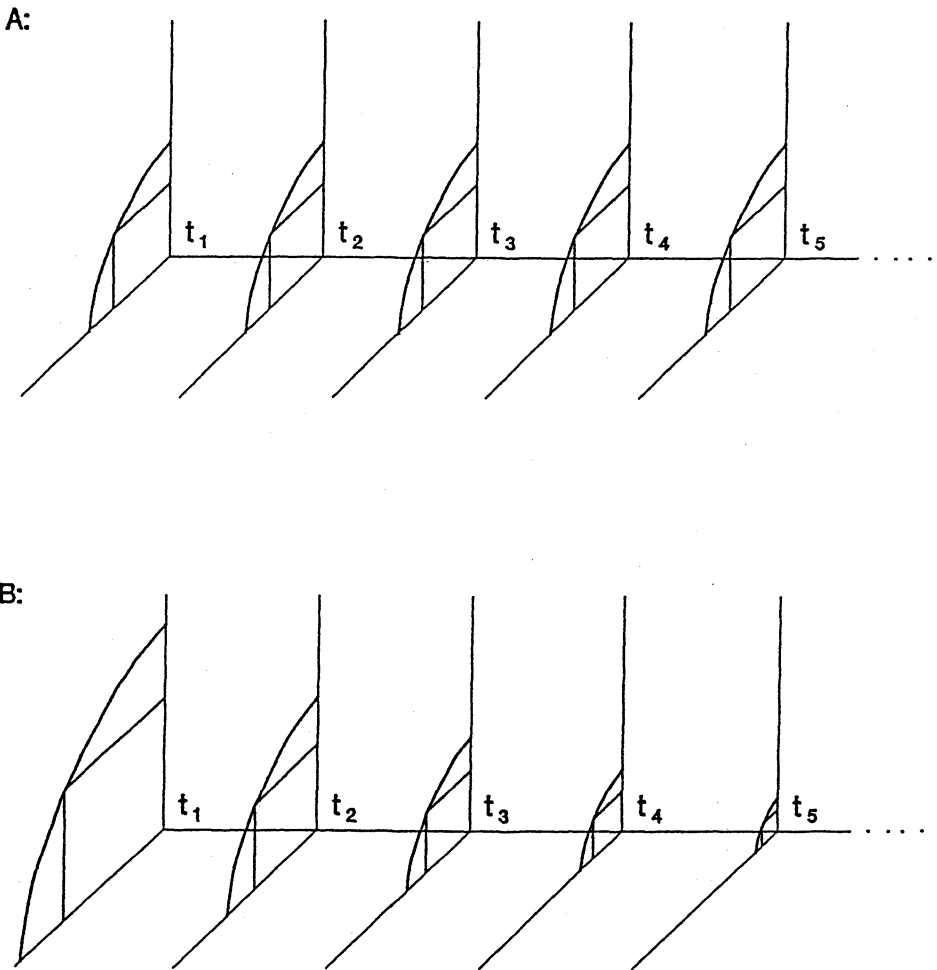 A:
t₁ t₂ t₃ t₄ t₅ ....
B:
t₁ t₂ t₃ t₄ t₅ ....